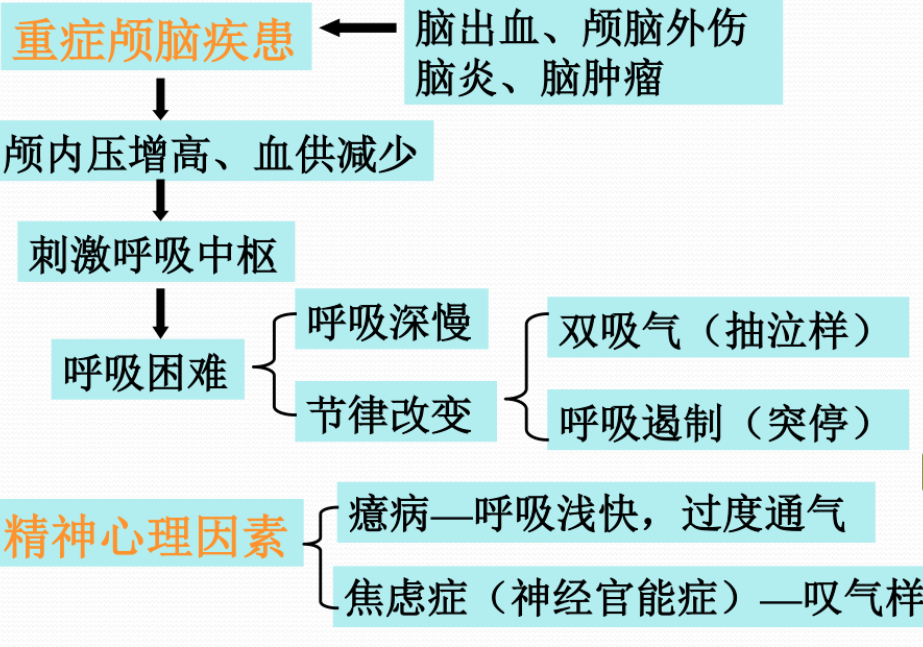 重症颅脑疾患
脑出血、颅脑外伤
脑炎、脑肿瘤
颅内压增高、血供减少
刺激呼吸中枢
呼吸困难
呼吸深慢
节律改变
双吸气（抽泣样）
呼吸遏制（突停）
精神心理因素
癔病—呼吸浅快，过度通气
焦虑症（神经官能症）—叹气样